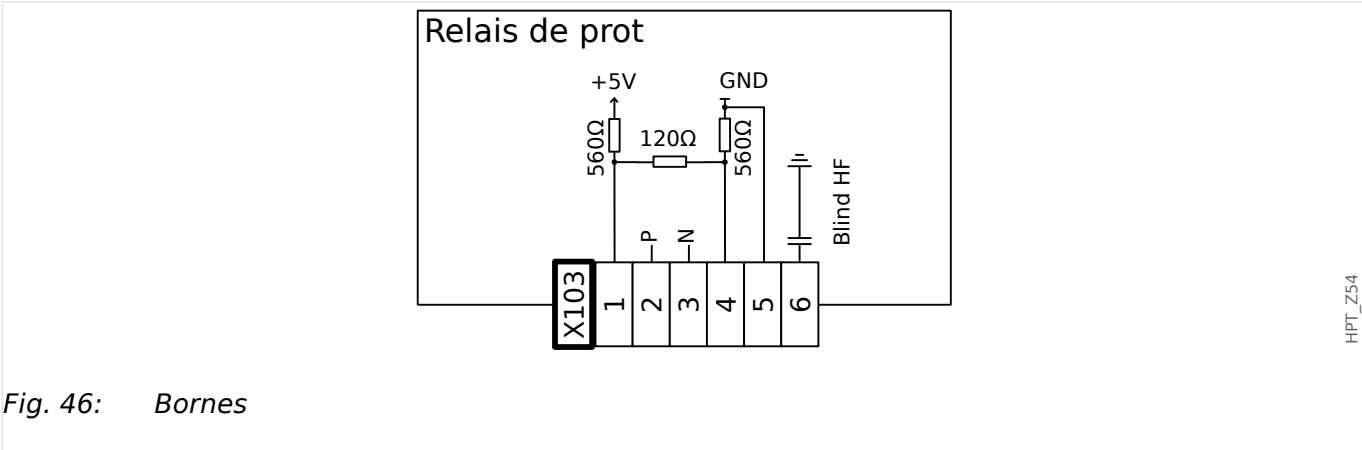 Relais de prot
+5V
GND
560Ω
120Ω
560Ω
Blind HF
P
N
X103
1
2
3
4
5
6
HPT_Z54
Fig. 46: Bornes